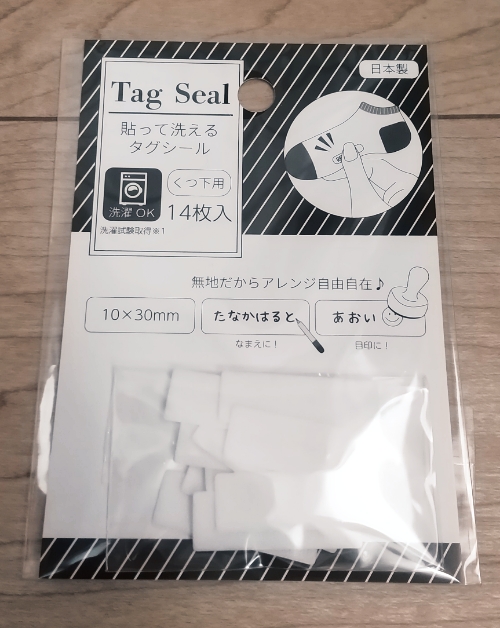 日本製
Tag Seal
貼って洗える
タグシール
洗濯OK
くつ下用
14枚入
洗濯試験取得※1
無地だからアレンジ自由自在♪
10×30mm
たなかはると
あおい
なまえに!
目印に!